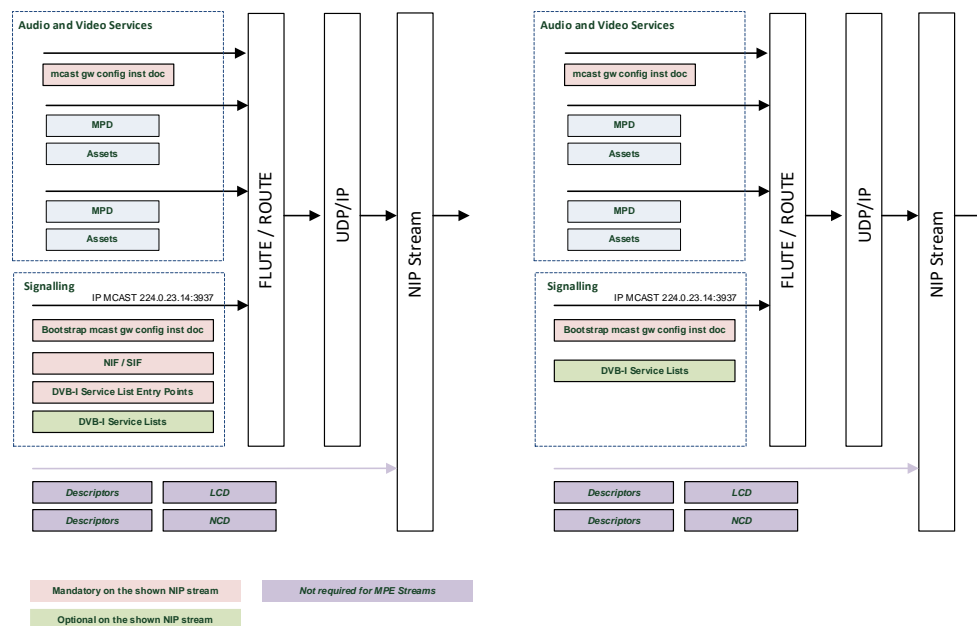 Audio and Video Services
mcast gw config inst doc
MPD
Assets
MPD
Assets
Signalling
IP MCAST 224.0.23.14:3937
Bootstrap mcast gw config inst doc
NIF / SIF
DVB-I Service List Entry Points
DVB-I Service Lists
FLUTE / ROUTE
UDP/IP
NIP Stream
Descriptors
LCD
Descriptors
NCD
Audio and Video Services
mcast gw config inst doc
MPD
Assets
MPD
Assets
Signalling
IP MCAST 224.0.23.14:3937
Bootstrap mcast gw config inst doc
DVB-I Service Lists
FLUTE / ROUTE
UDP/IP
NIP Stream
Descriptors
LCD
Descriptors
NCD
Mandatory on the shown NIP stream
Not required for MPE Streams
Optional on the shown NIP stream